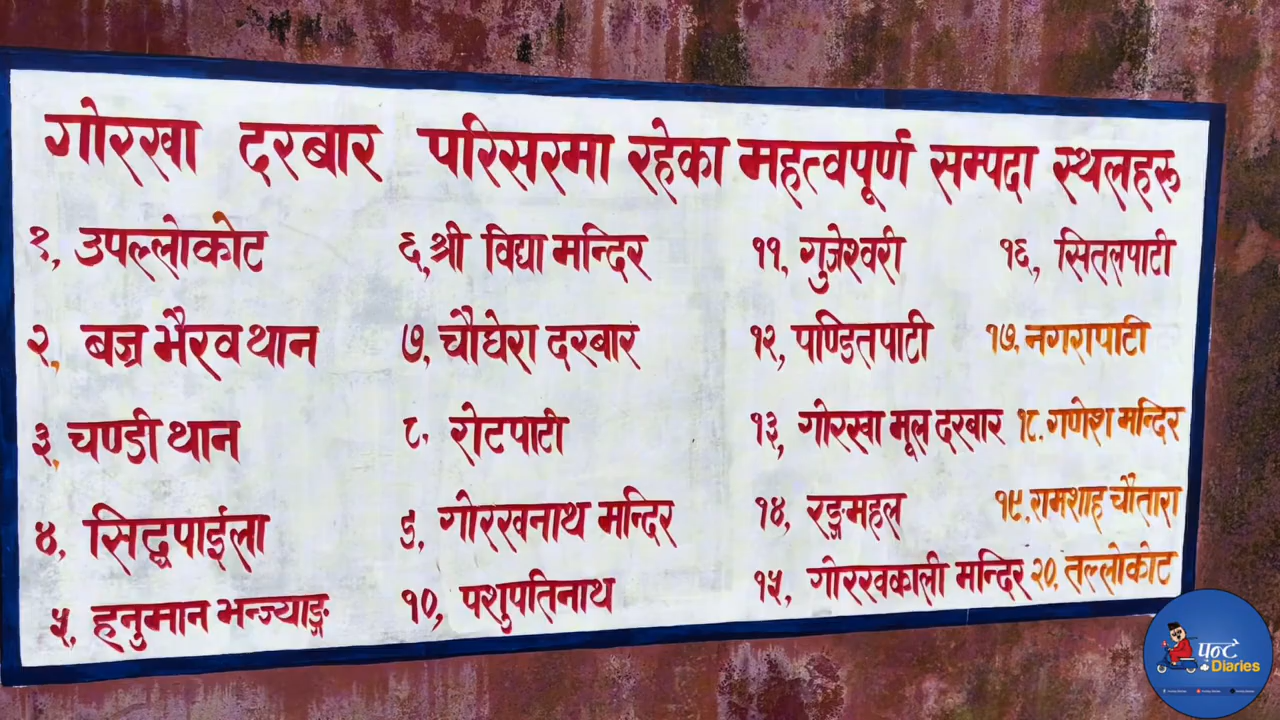 गोरखा दरबार परिसरमा रहेका महत्वपूर्ण सम्पदा स्थलहरू
१, उपल्लोकोट
२, बज्र भैरव थान
३, चण्डी थान
४, सिद्धपाईला
५, हनुमान भन्ज्याङ्ग
६, श्री विद्या मन्दिर
७, चौघेरा दरबार
८. रोटपाटी
९, गोरखनाथ मन्दिर
१०, पशुपतिनाथ
११, गुजेश्वरी
१२, पण्डितपाटी
१३, गोरखा मूल दरबार
१४, रङ्गमहल
१५, गोरखकाली मन्दिर
१६, सितलपाटी
१७. नगरापाटी
१८. गणेश मन्दिर
१९. रामशाह चौतारा
२०. तल्लोकोट
घुन्टे
Diaries